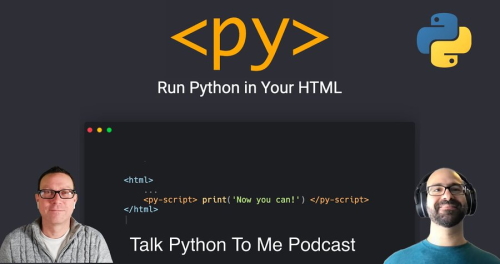 <py>
Run Python in Your HTML
<html>
...
<py-script> print('Now you can!') </py-script>
</html>
Talk Python To Me Podcast